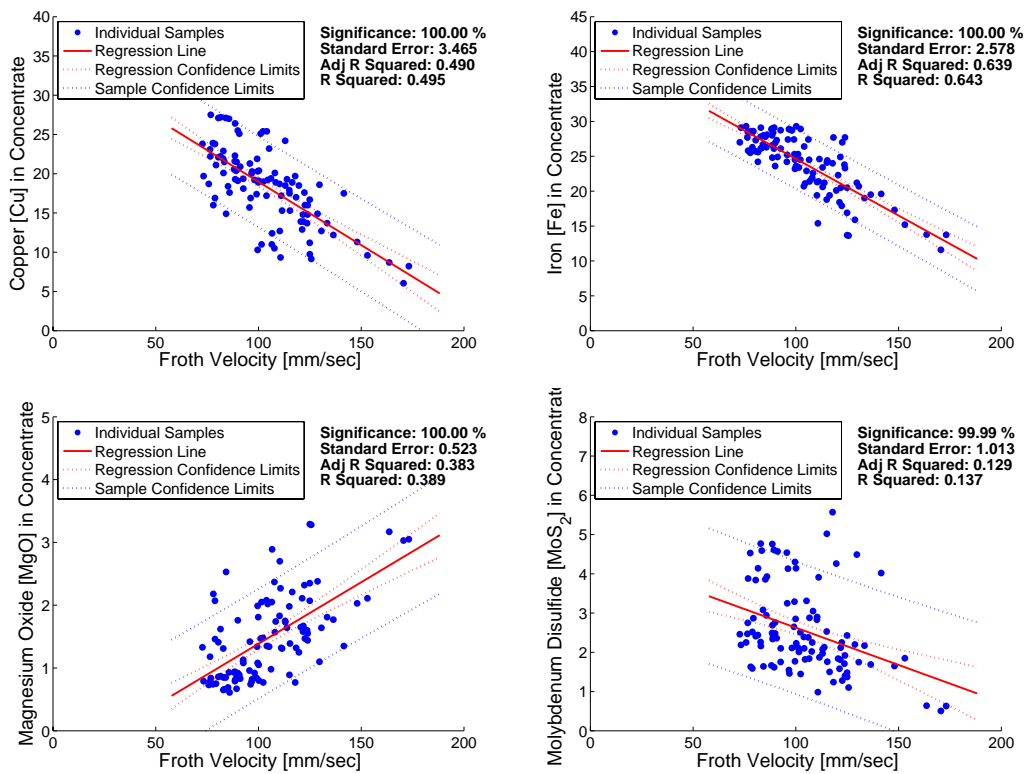 Copper [Cu] in Concentrate
40
35
30
25
20
15
10
5
0
Individual Samples
Regression Line
Regression Confidence Limits
Sample Confidence Limits
Significance: 100.00 %
Standard Error: 3.465
Adj R Squared: 0.490
R Squared: 0.495
0 50 100 150 200
Froth Velocity [mm/sec]
Iron [Fe] in Concentrate
45
40
35
30
25
20
15
10
5
0
Individual Samples
Regression Line
Regression Confidence Limits
Sample Confidence Limits
Significance: 100.00 %
Standard Error: 2.578
Adj R Squared: 0.639
R Squared: 0.643
0 50 100 150 200
Froth Velocity [mm/sec]
Magnesium Oxide [MgO] in Concentrate
5
4
3
2
1
0
Individual Samples
Regression Line
Regression Confidence Limits
Sample Confidence Limits
Significance: 100.00 %
Standard Error: 0.523
Adj R Squared: 0.383
R Squared: 0.389
0 50 100 150 200
Froth Velocity [mm/sec]
Molybdenum Disulfide [MoS₂] in Concentrate
8
7
6
5
4
3
2
1
0
Individual Samples
Regression Line
Regression Confidence Limits
Sample Confidence Limits
Significance: 99.99 %
Standard Error: 1.013
Adj R Squared: 0.129
R Squared: 0.137
0 50 100 150 200
Froth Velocity [mm/sec]